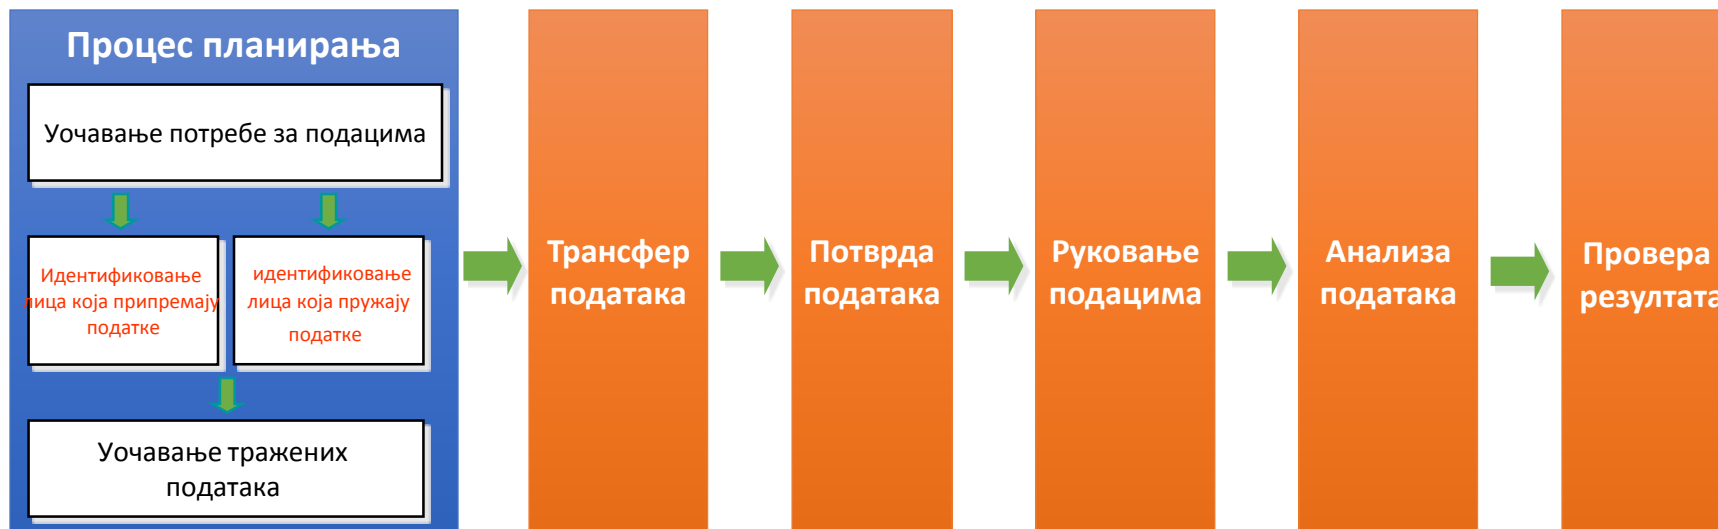 Процес планирања
Уочавање потребе за подацима
Идентификовање
лица која припремају
податке
идентификовање
лица која пружају
податке
Уочавање тражених
података
Трансфер
података
Потврда
података
Руковање
подацима
Анализа
података
Провера
резултата